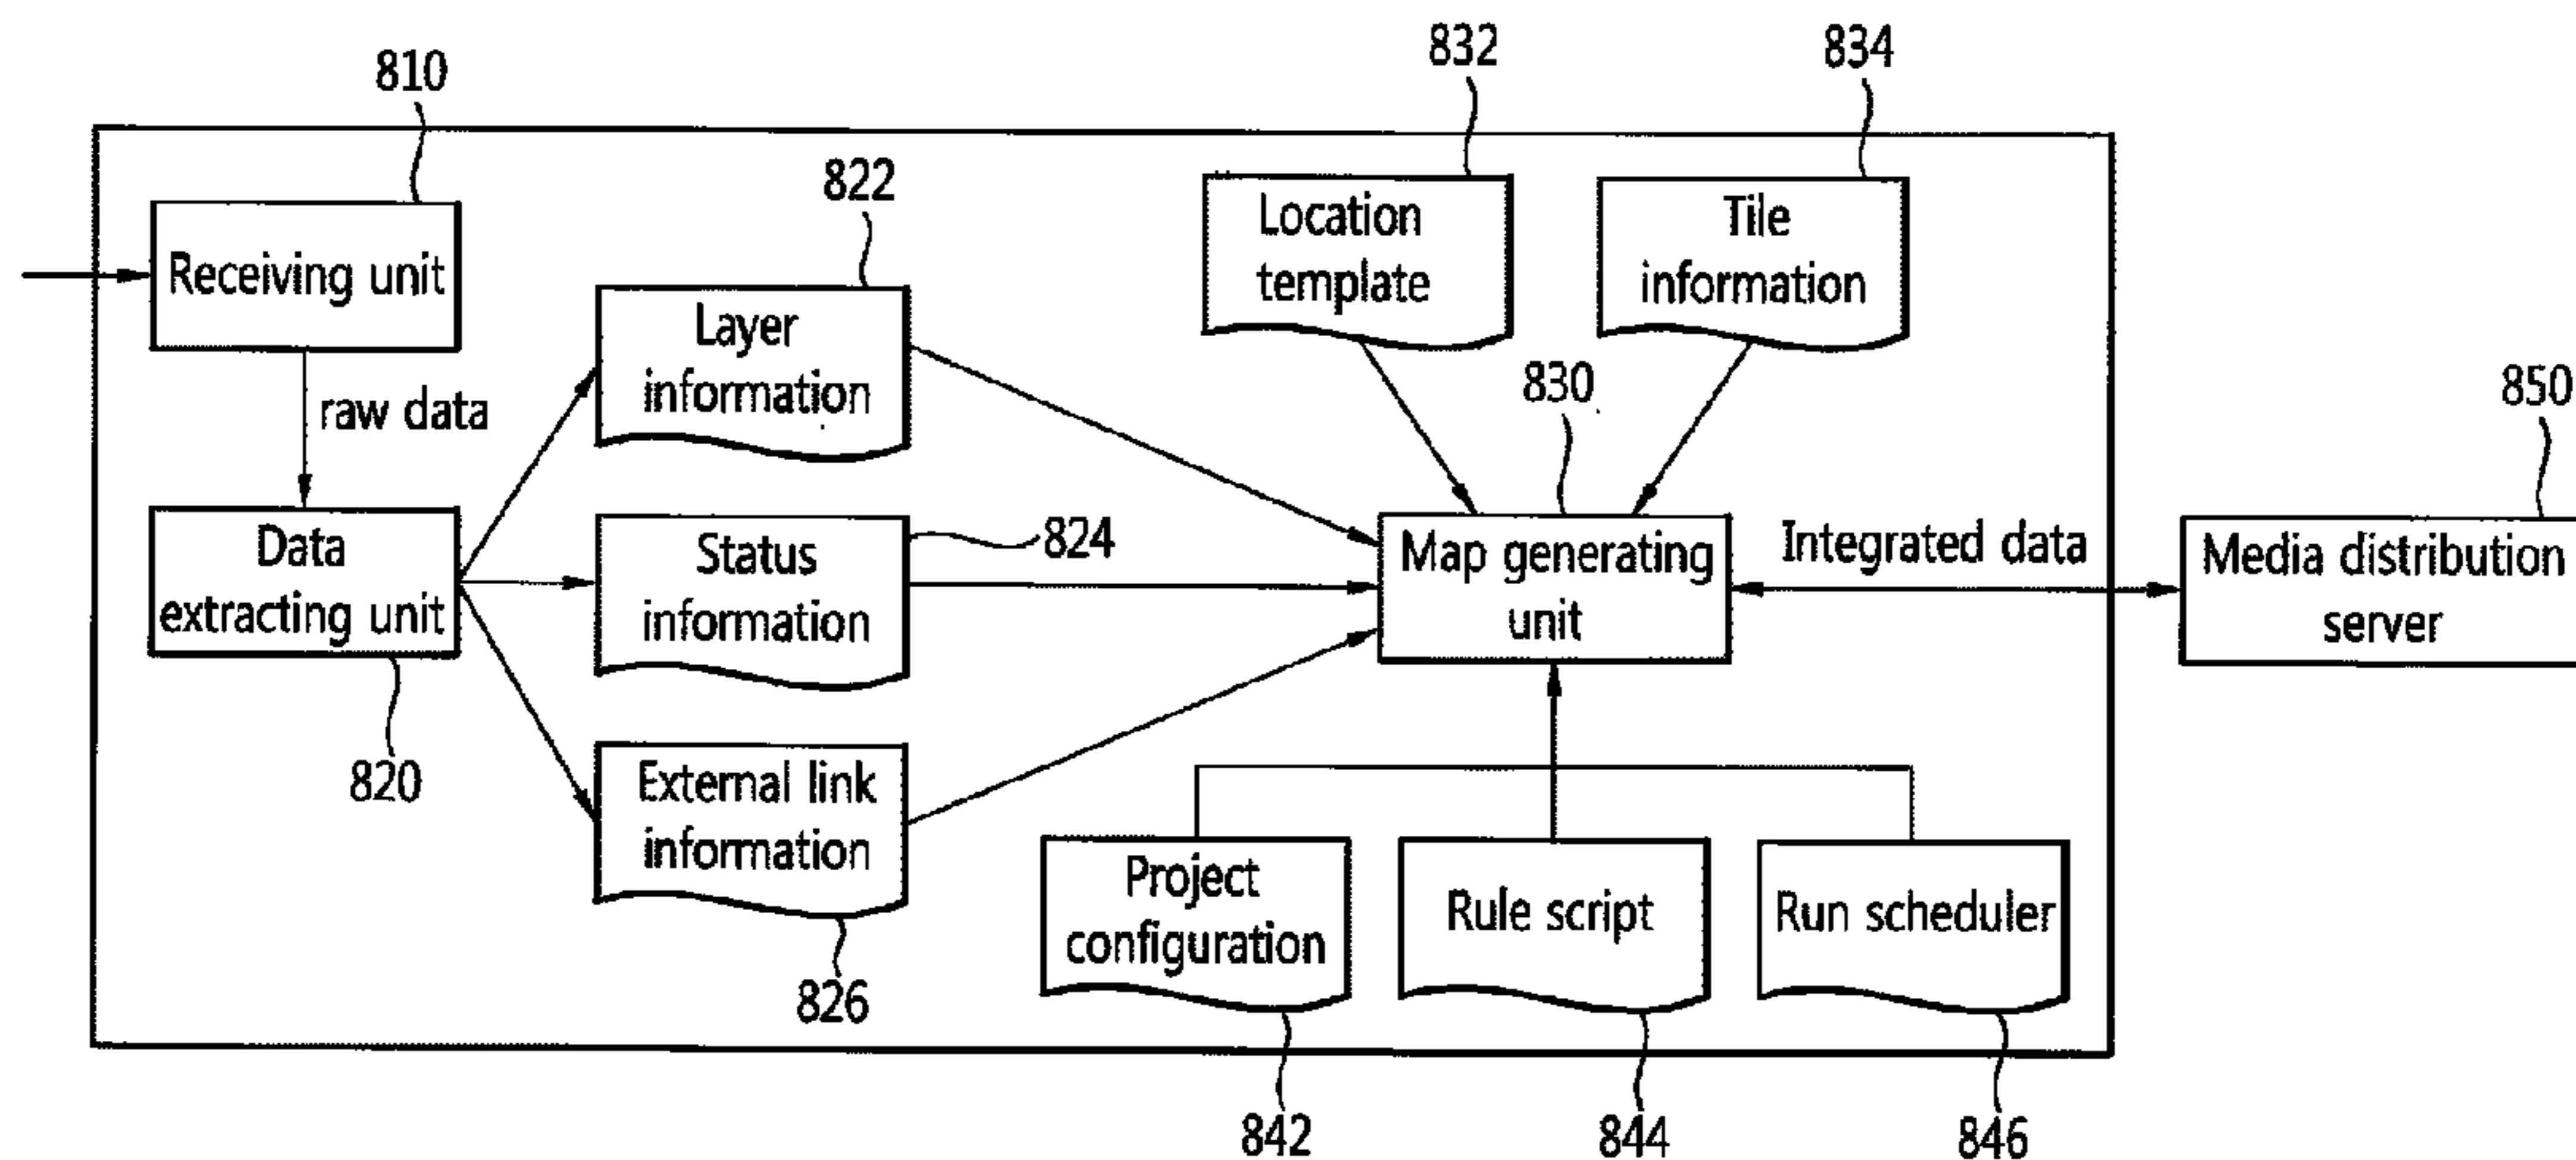 832
834
810
822
Location
template
Tile
information
Receiving unit
Layer
information
830
850
raw data
Data
extracting unit
Status
information
824
Map generating
unit
Integrated data
Media distribution
server
820
External link
information
826
Project
configuration
Rule script
Run scheduler
842
844
846